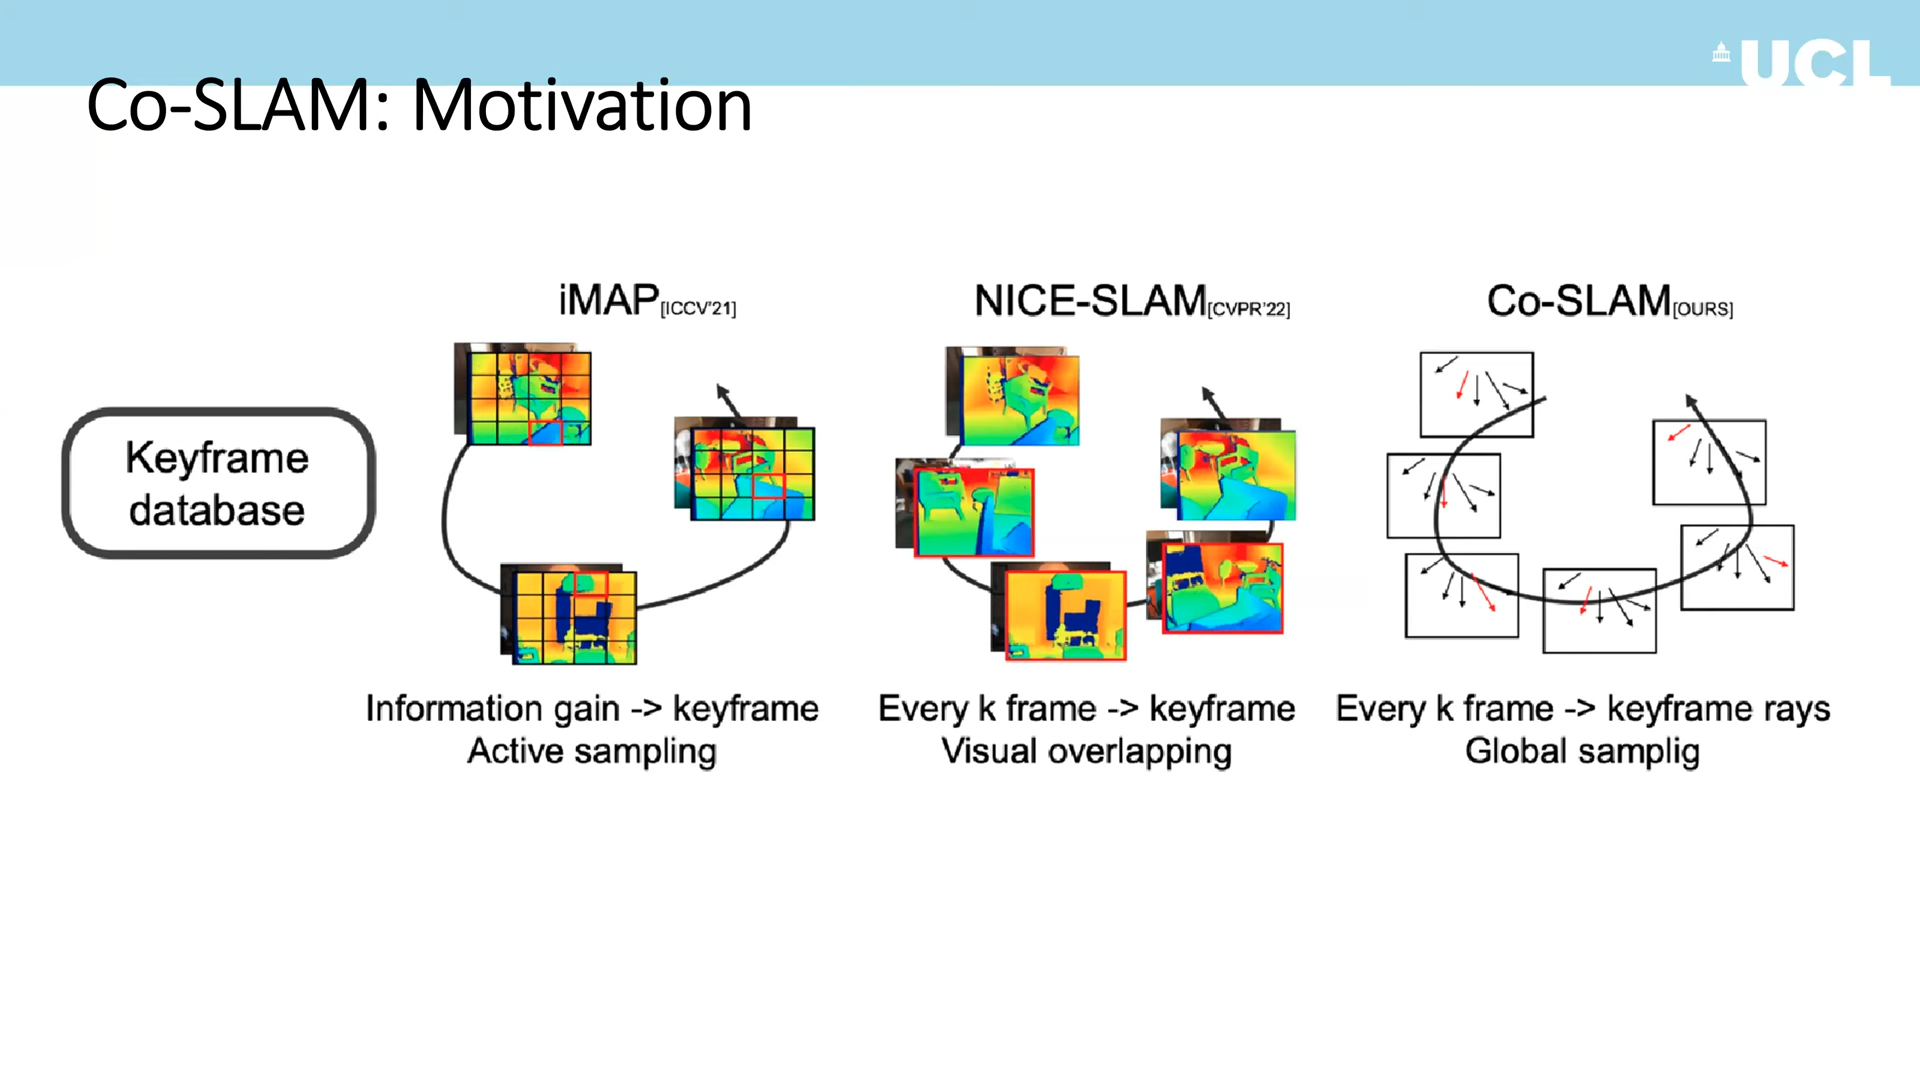 UCL
Co-SLAM: Motivation
Keyframe
database
iMAP[ICCV'21]
Information gain -> keyframe
Active sampling
NICE-SLAM[CVPR'22]
Every k frame -> keyframe
Visual overlapping
Co-SLAM[OURS]
Every k frame -> keyframe rays
Global samplig